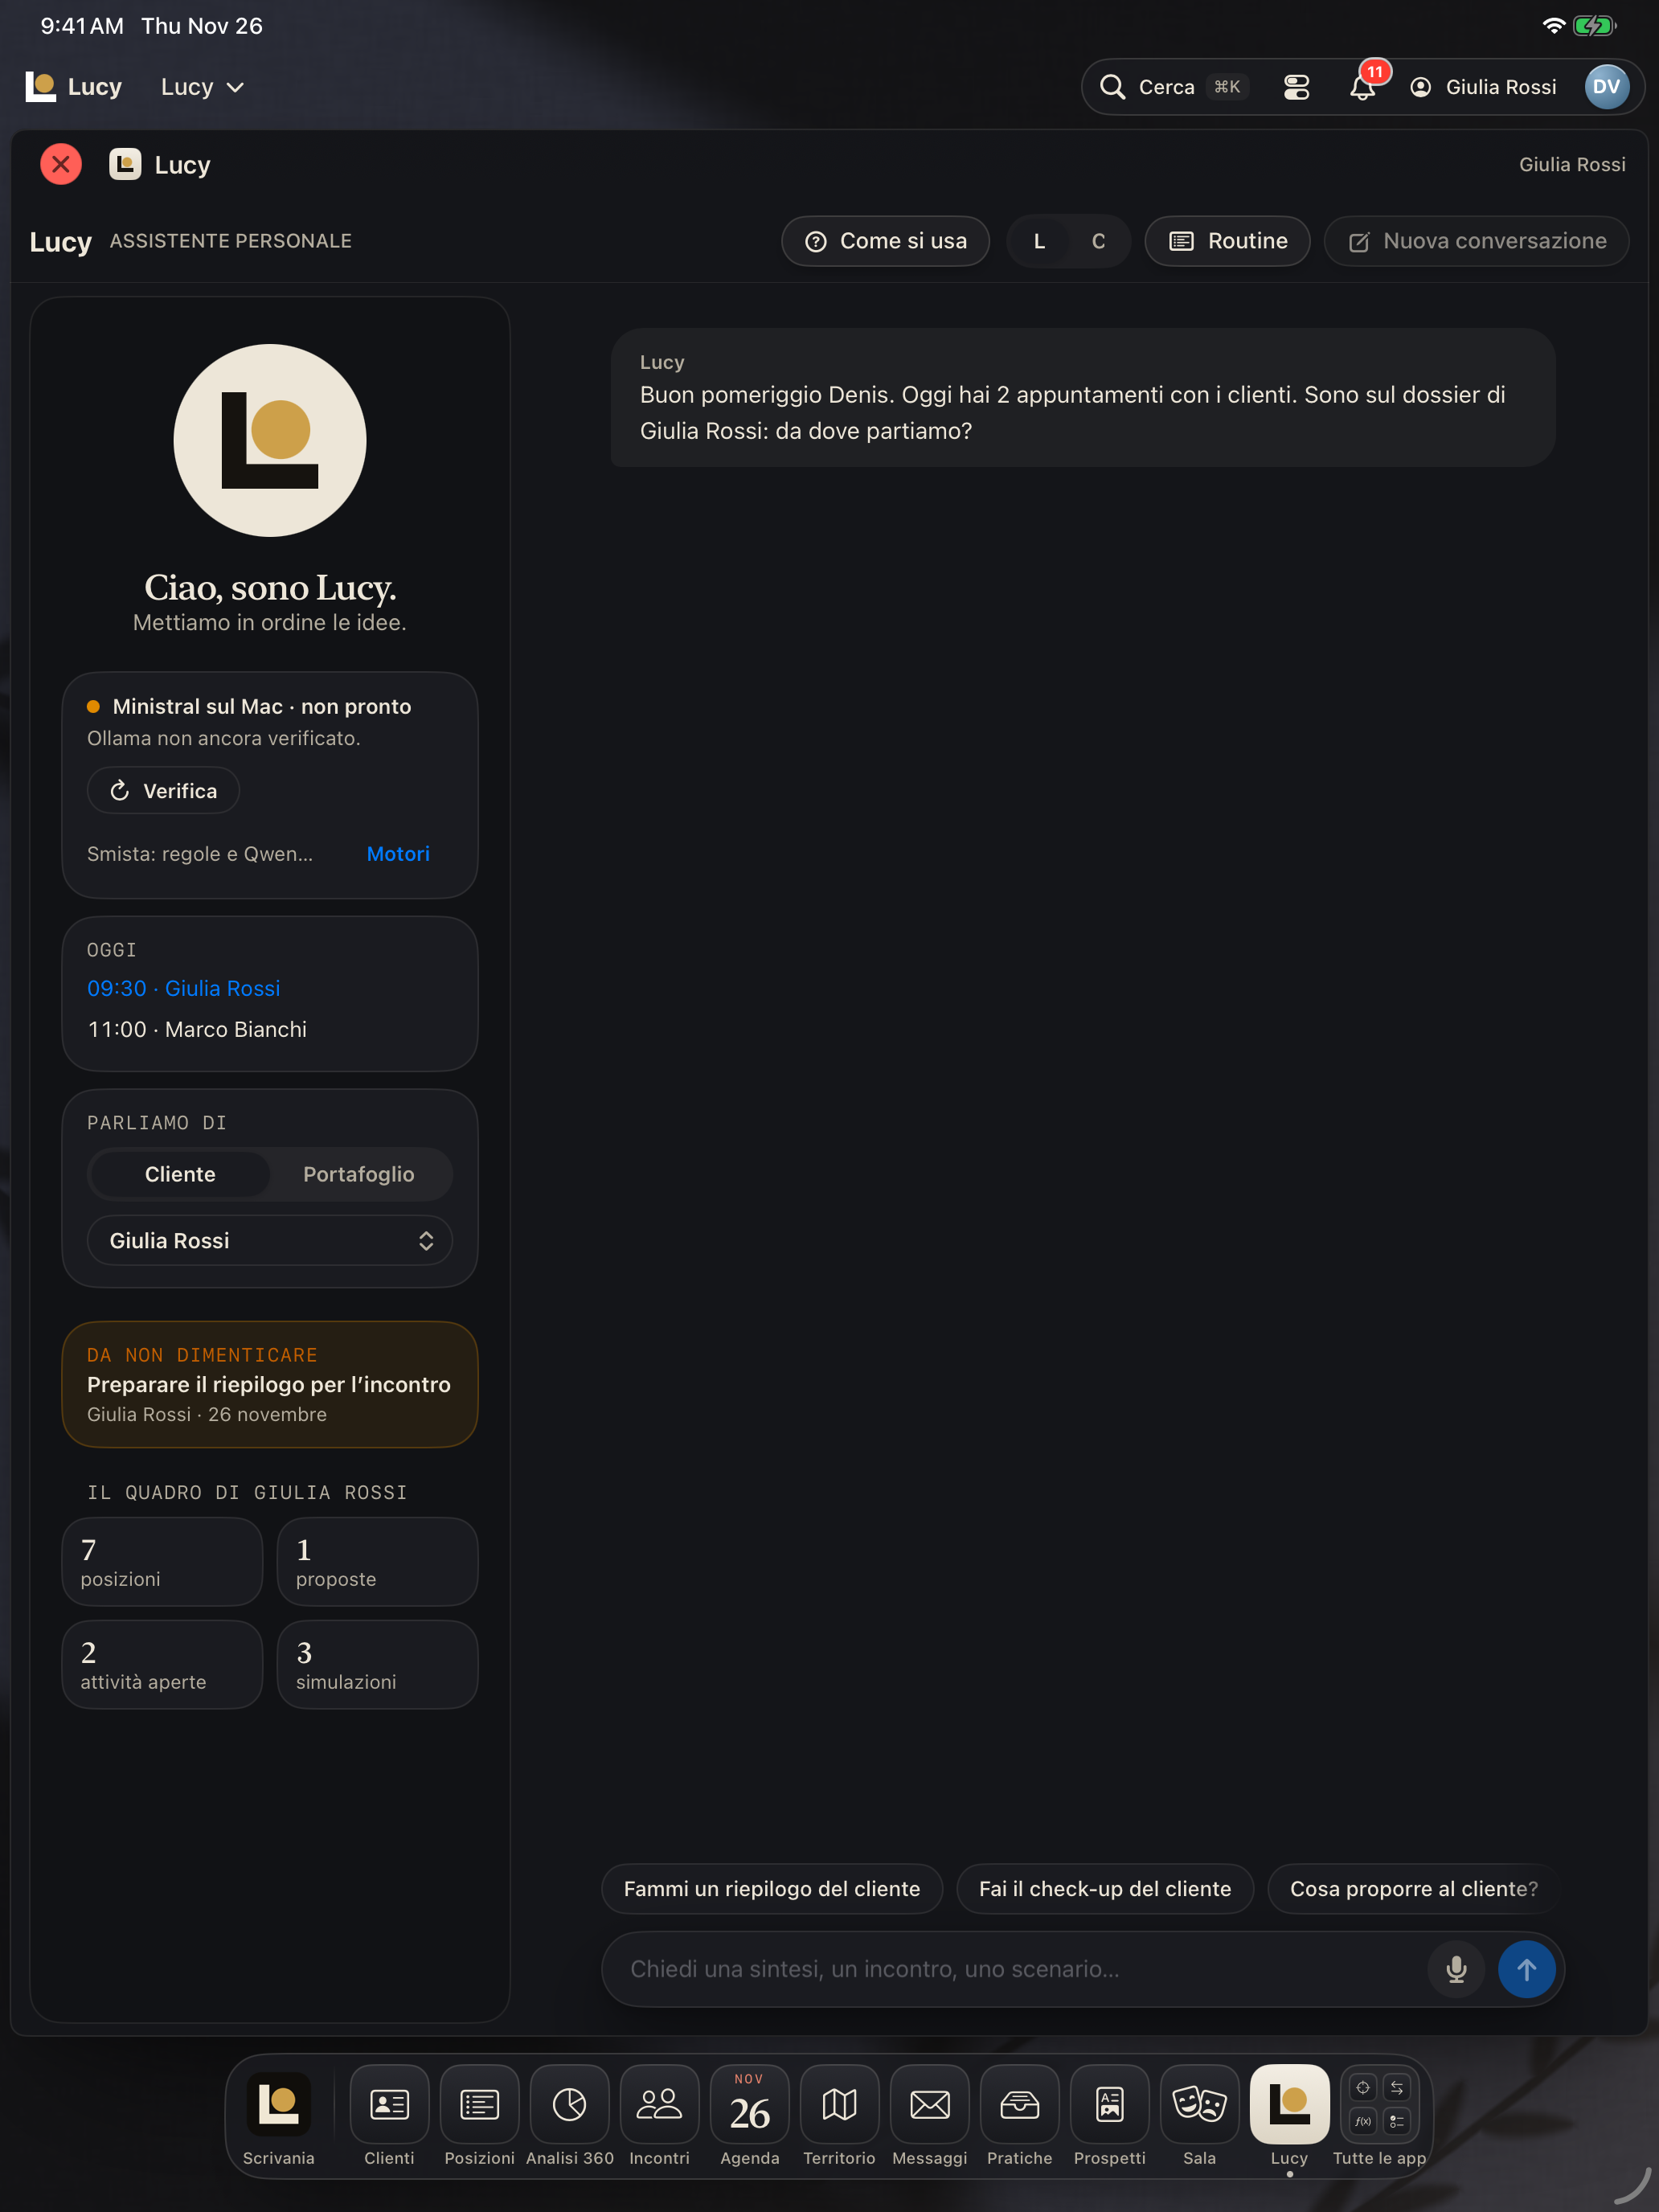 9:41 AM Thu Nov 26
Lucy
Lucy
Cerca ⌘K
11
Giulia Rossi
DV
Lucy
Giulia Rossi
Lucy ASSISTENTE PERSONALE
Come si usa
L C
Routine
Nuova conversazione
Ciao, sono Lucy.
Mettiamo in ordine le idee.
Ministral sul Mac · non pronto
Ollama non ancora verificato.
Verifica
Smista: regole e Qwen... Motori
OGGI
09:30 · Giulia Rossi
11:00 · Marco Bianchi
PARLIAMO DI
Cliente Portafoglio
Giulia Rossi
DA NON DIMENTICARE
Preparare il riepilogo per l’incontro
Giulia Rossi · 26 novembre
IL QUADRO DI GIULIA ROSSI
7
posizioni
1
proposte
2
attività aperte
3
simulazioni
Lucy
Buon pomeriggio Denis. Oggi hai 2 appuntamenti con i clienti. Sono sul dossier di
Giulia Rossi: da dove partiamo?
Fammi un riepilogo del cliente
Fai il check-up del cliente
Cosa proporre al cliente?
Chiedi una sintesi, un incontro, uno scenario...
NOV
26
A
f(x)
Scrivania Clienti Posizioni Analisi 360 Incontri Agenda Territorio Messaggi Pratiche Prospetti Sala Lucy Tutte le app